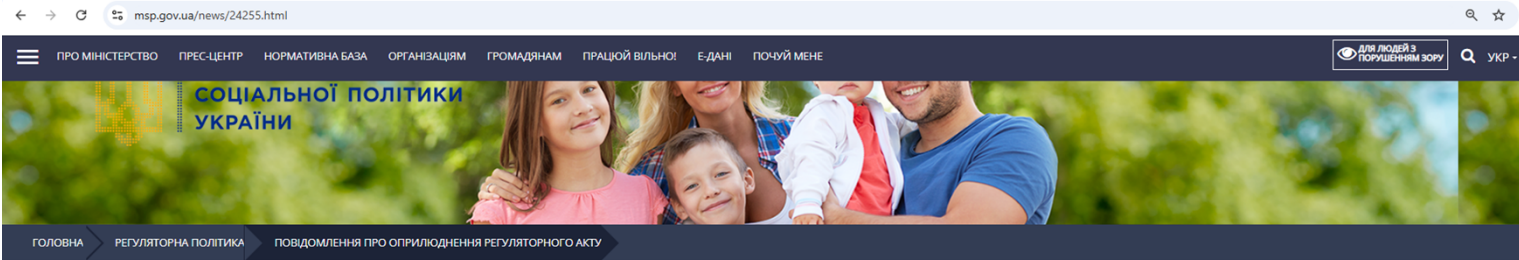 msp.gov.ua/news/24255.html
ПРО МІНІСТЕРСТВО ПРЕС-ЦЕНТР НОРМАТИВНА БАЗА ОРГАНІЗАЦІЯМ ГРОМАДЯНАМ ПРАЦЮЙ ВІЛЬНО! Е-ДАНІ ПОЧУЙ МЕНЕ
ДЛЯ ЛЮДЕЙ З
ПОРУШЕННЯМ ЗОРУ
УКР
СОЦІАЛЬНОЇ ПОЛІТИКИ
УКРАЇНИ
ГОЛОВНА РЕГУЛЯТОРНА ПОЛІТИКА ПОВІДОМЛЕННЯ ПРО ОПРИЛЮДНЕННЯ РЕГУЛЯТОРНОГО АКТУ